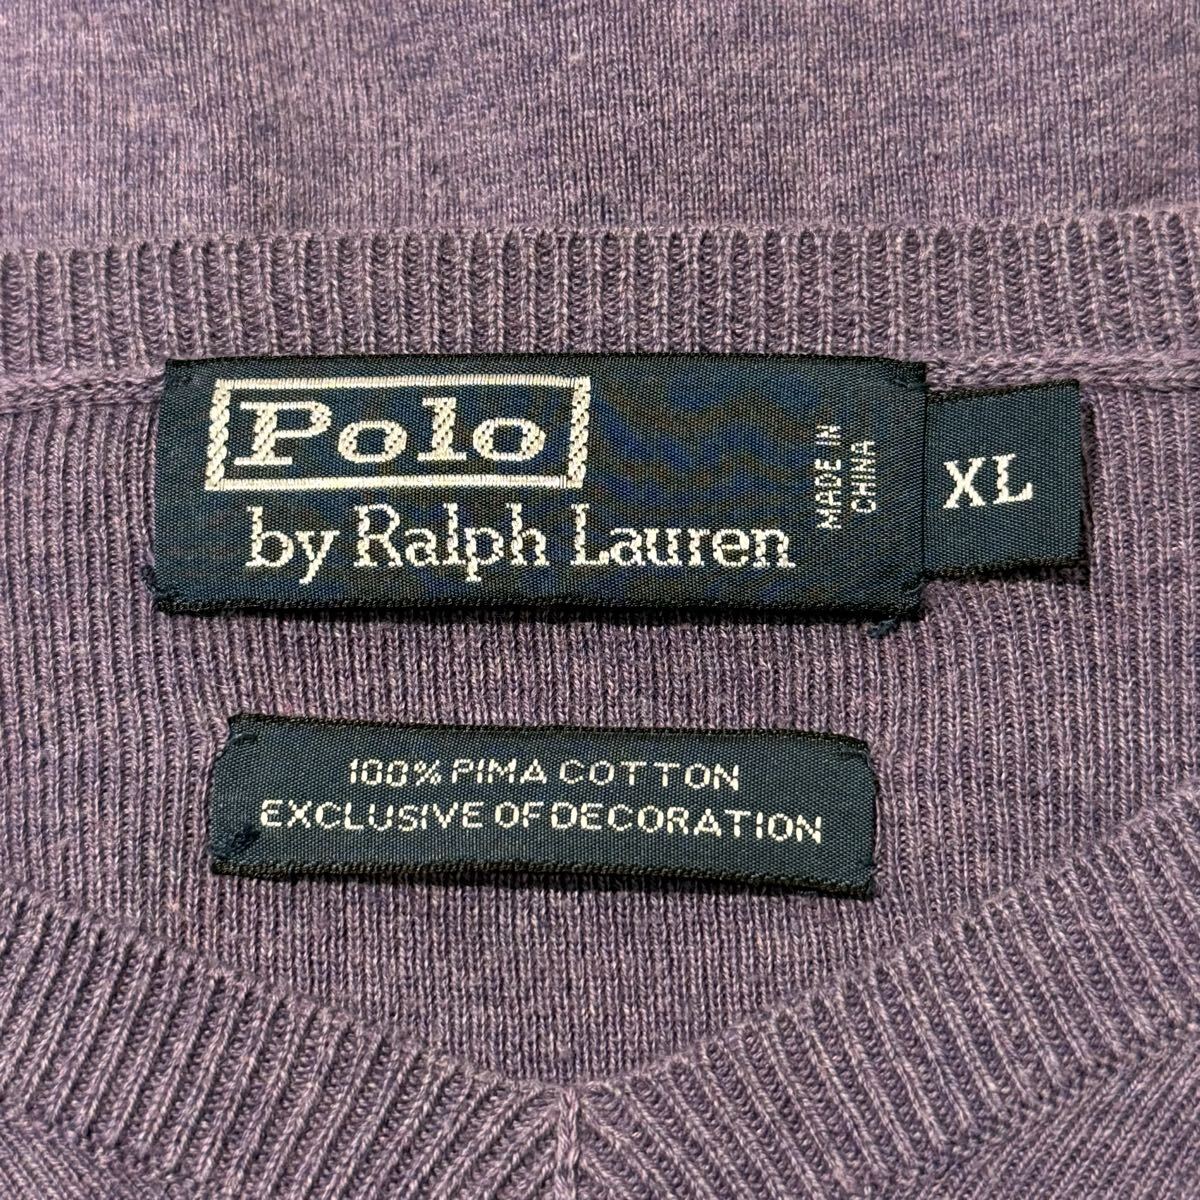 Polo
by Ralph Lauren
MADE IN
CHINA
XL
100% PIMA COTTON
EXCLUSIVE OF DECORATION